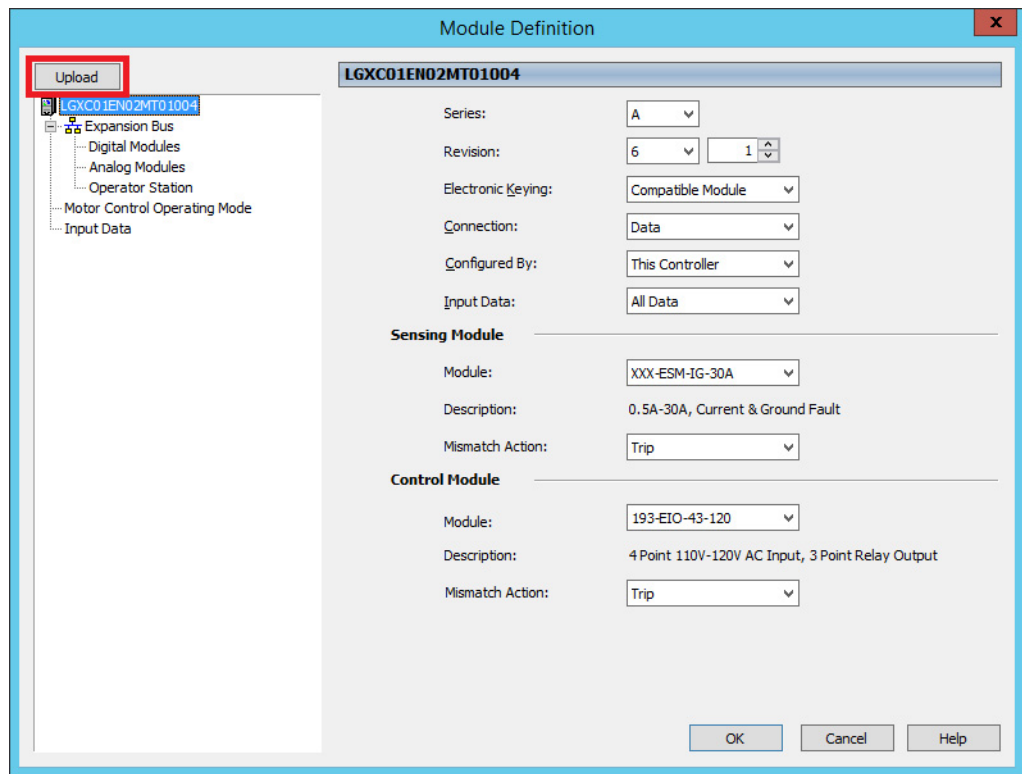 Module Definition
x
Upload
LGXC01EN02MT01004
Expansion Bus
Digital Modules
Analog Modules
Operator Station
Motor Control Operating Mode
Input Data
LGXC01EN02MT01004
Series: A
Revision: 6 1
Electronic Keying: Compatible Module
Connection: Data
Configured By: This Controller
Input Data: All Data
Sensing Module
Module: XXX-ESM-IG-30A
Description: 0.5A-30A, Current & Ground Fault
Mismatch Action: Trip
Control Module
Module: 193-EIO-43-120
Description: 4 Point 110V-120V AC Input, 3 Point Relay Output
Mismatch Action: Trip
OK Cancel Help